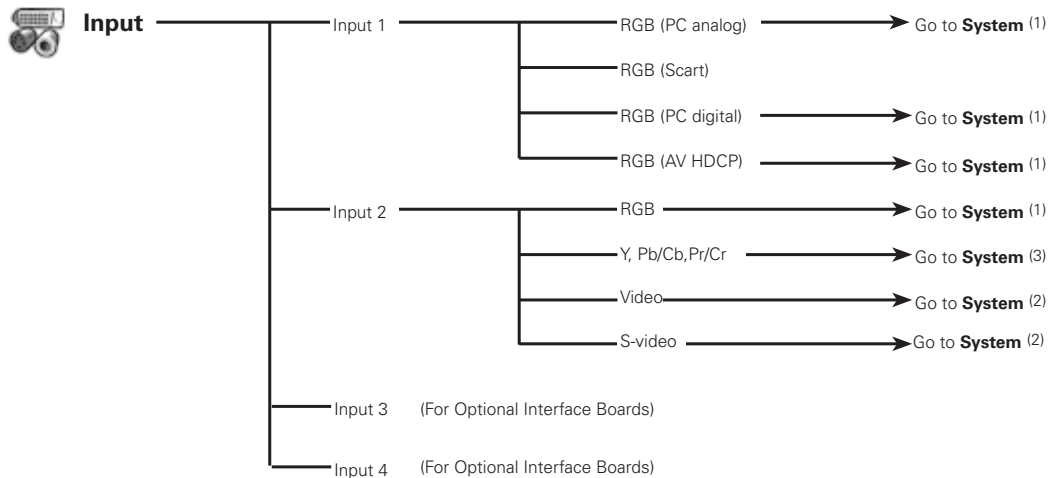 Input
Input 1
RGB (PC analog)
Go to System (1)
RGB (Scart)
RGB (PC digital)
Go to System (1)
RGB (AV HDCP)
Go to System (1)
Input 2
RGB
Go to System (1)
Y, Pb/Cb,Pr/Cr
Go to System (3)
Video
Go to System (2)
S-video
Go to System (2)
Input 3
(For Optional Interface Boards)
Input 4
(For Optional Interface Boards)